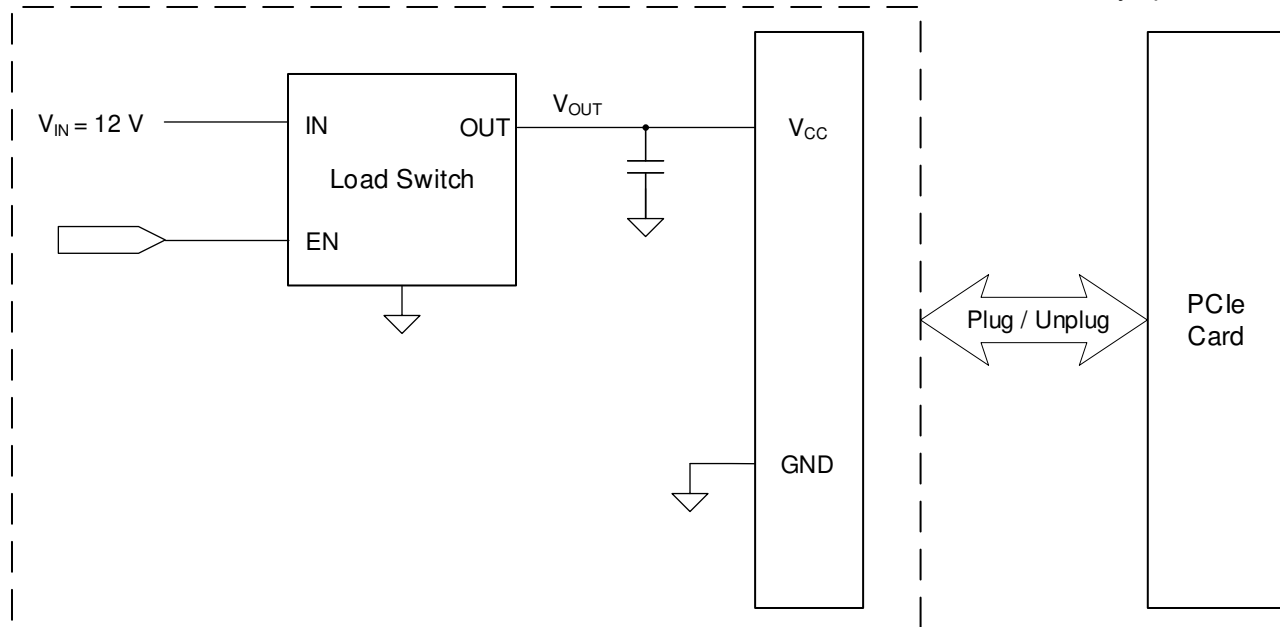 V_IN = 12 V
IN
OUT
Load Switch
EN
V_OUT
V_CC
GND
Plug / Unplug
PCIe
Card